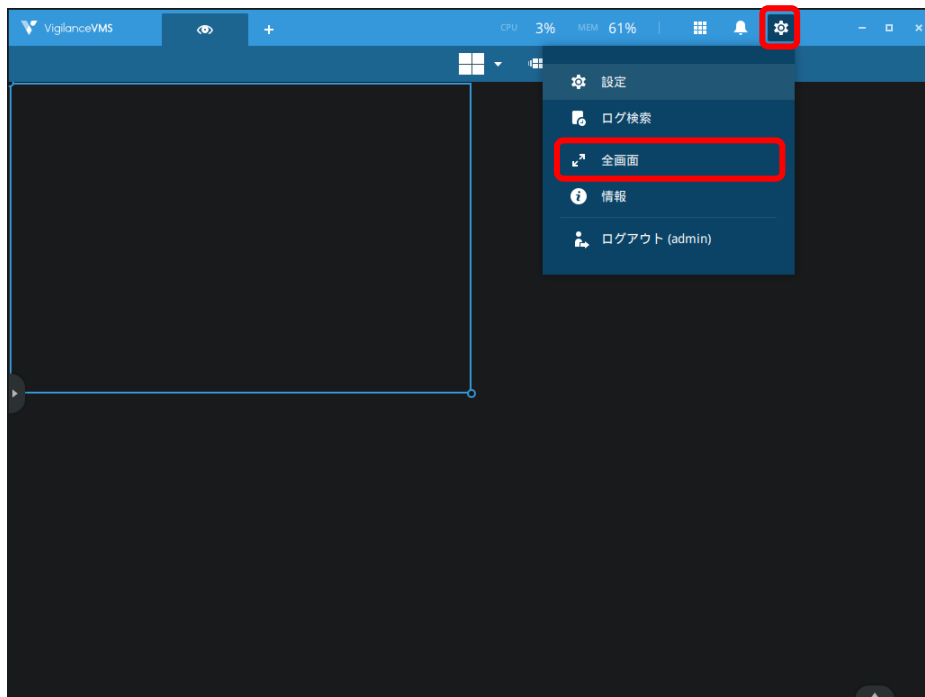 VigilanceVMS
+
CPU 3% MEM 61%
設定
ログ検索
全画面
情報
ログアウト (admin)